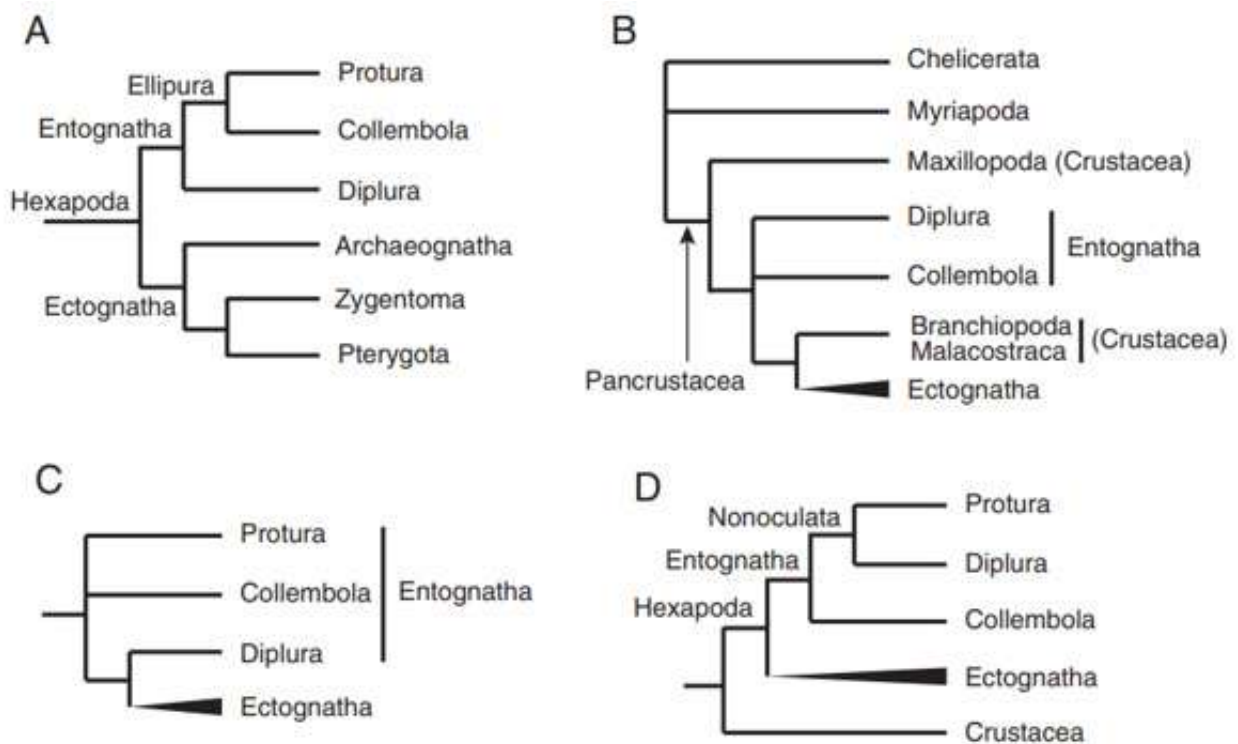 A
Ellipura
Protura
Entognatha
Collembola
Hexapoda
Diplura
Archaeognatha
Ectognatha
Zygentoma
Pterygota
B
Chelicerata
Myriapoda
Maxillopoda (Crustacea)
Diplura
Entognatha
Collembola
Branchiopoda
Malacostraca
(Crustacea)
Pancrustacea
Ectognatha
C
Protura
Collembola
Entognatha
Diplura
Ectognatha
D
Nonoculata
Protura
Entognatha
Diplura
Hexapoda
Collembola
Ectognatha
Crustacea